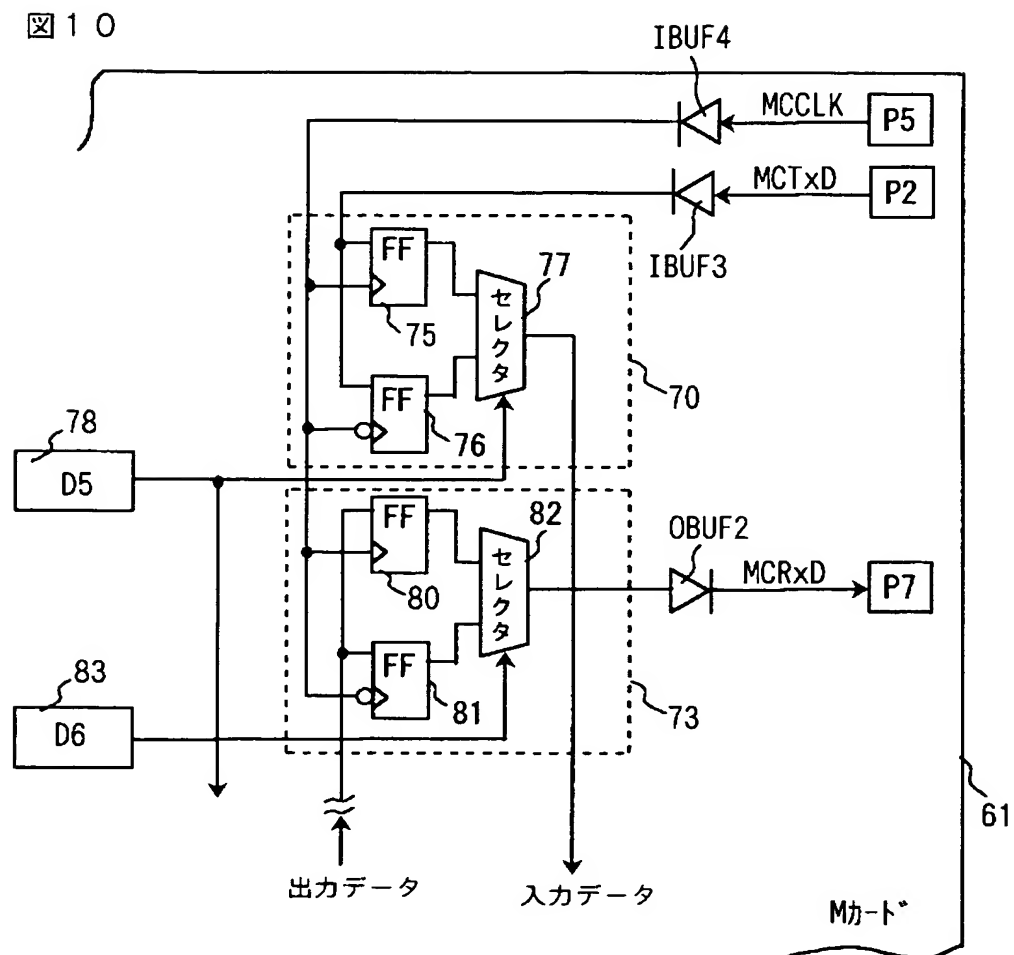 図10
IBUF4
MCCLK
P5
MCTxD
P2
IBUF3
FF
75
77
セレクタ
FF
76
70
78
D5
FF
80
82
セレクタ
OBUF2
MCRxD
P7
FF
81
73
83
D6
61
出力データ
入力データ
Mカード